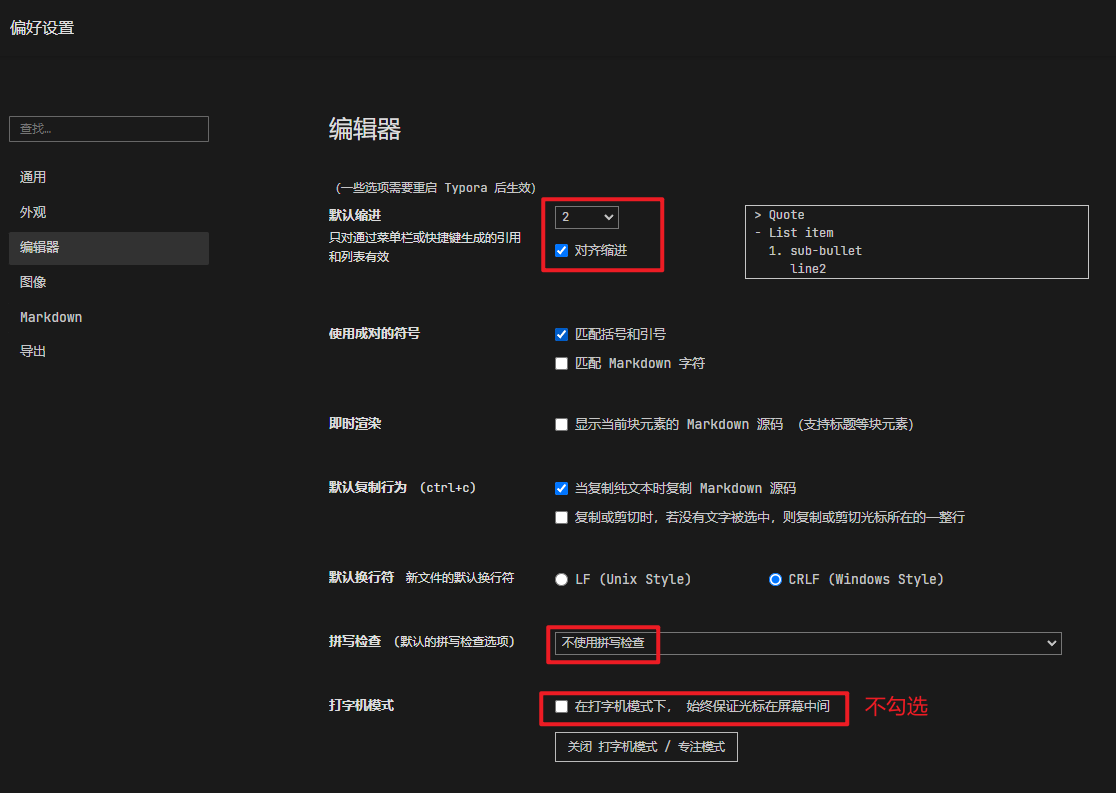 偏好设置
查找…
通用
外观
编辑器
图像
Markdown
导出
编辑器
(一些选项需要重启 Typora 后生效)
默认缩进
只对通过菜单栏或快捷键生成的引用
和列表有效
2
对齐缩进
> Quote
- List item
1. sub-bullet
line2
使用成对的符号
匹配括号和引号
匹配 Markdown 字符
即时渲染
显示当前块元素的 Markdown 源码 (支持标题等块元素)
默认复制行为 (ctrl+c)
当复制纯文本时复制 Markdown 源码
复制或剪切时，若没有文字被选中，则复制或剪切光标所在的一整行
默认换行符 新文件的默认换行符
LF (Unix Style)
CRLF (Windows Style)
拼写检查 (默认的拼写检查选项)
不使用拼写检查
打字机模式
在打字机模式下， 始终保证光标在屏幕中间
不勾选
关闭 打字机模式 / 专注模式